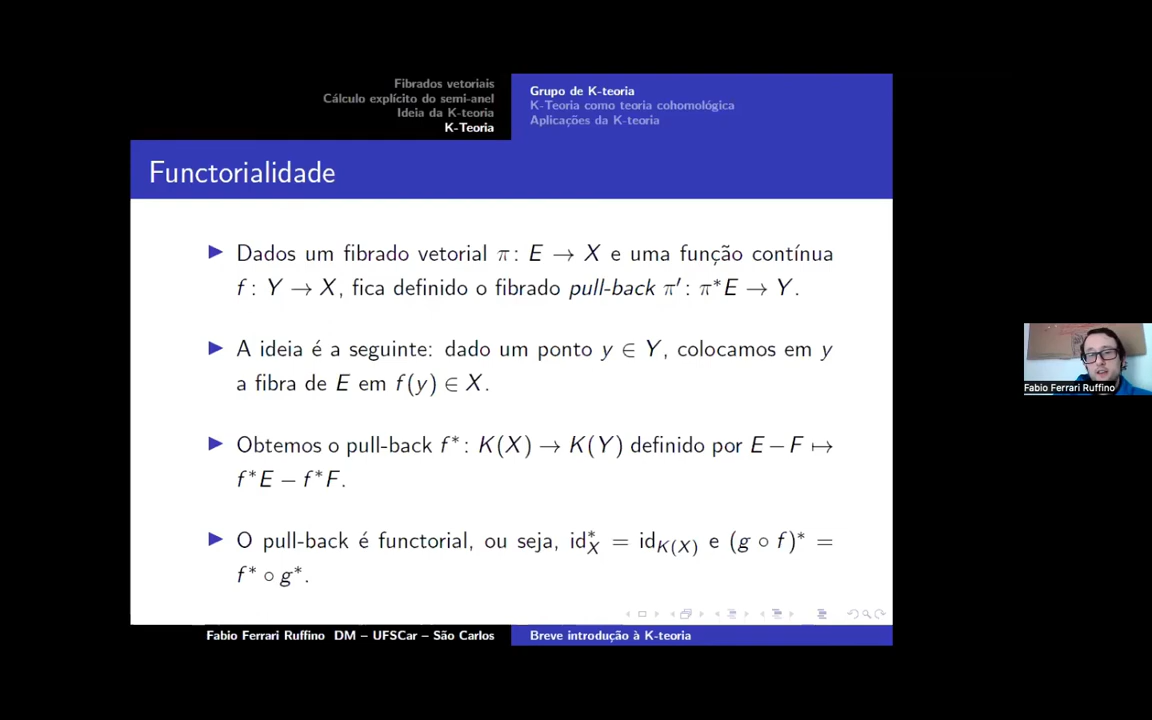 Fibrados vetoriais
Cálculo explícito do semi-anel
Ideia da K-teoria
K-Teoria
Grupo de K-teoria
K-Teoria como teoria cohomológica
Aplicações da K-teoria
Functorialidade
Dados um fibrado vetorial π: E → X e uma função contínua
f: Y → X, fica definido o fibrado pull-back π′: π*E → Y.
A ideia é a seguinte: dado um ponto y ∈ Y, colocamos em y
a fibra de E em f(y) ∈ X.
Obtemos o pull-back f*: K(X) → K(Y) definido por E − F ↦
f*E − f*F.
O pull-back é functorial, ou seja, id*_X = id_K(X) e (g ∘ f)* =
f* ∘ g*.
Fabio Ferrari Ruffino DM – UFSCar – São Carlos
Breve introdução à K-teoria
Fabio Ferrari Ruffino